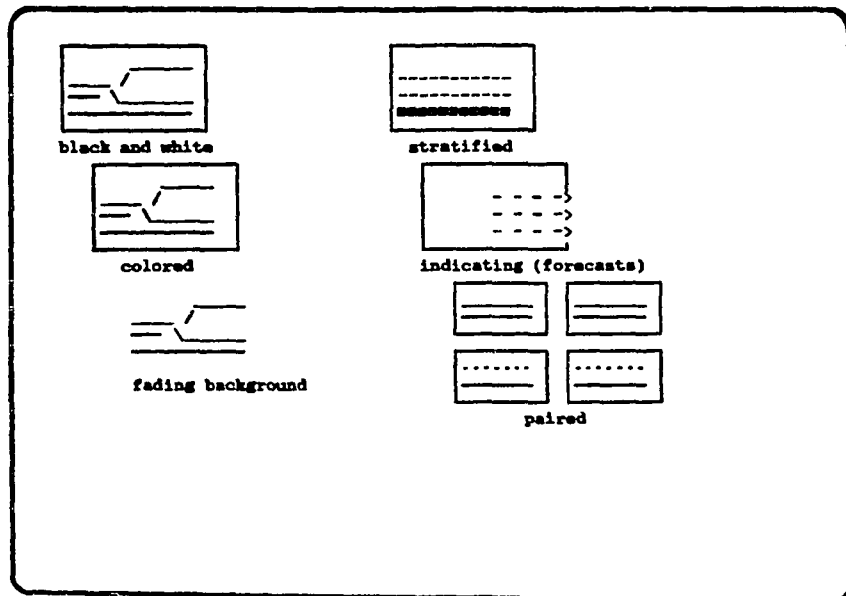 black and white
stratified
colored
indicating (forecasts)
fading background
paired